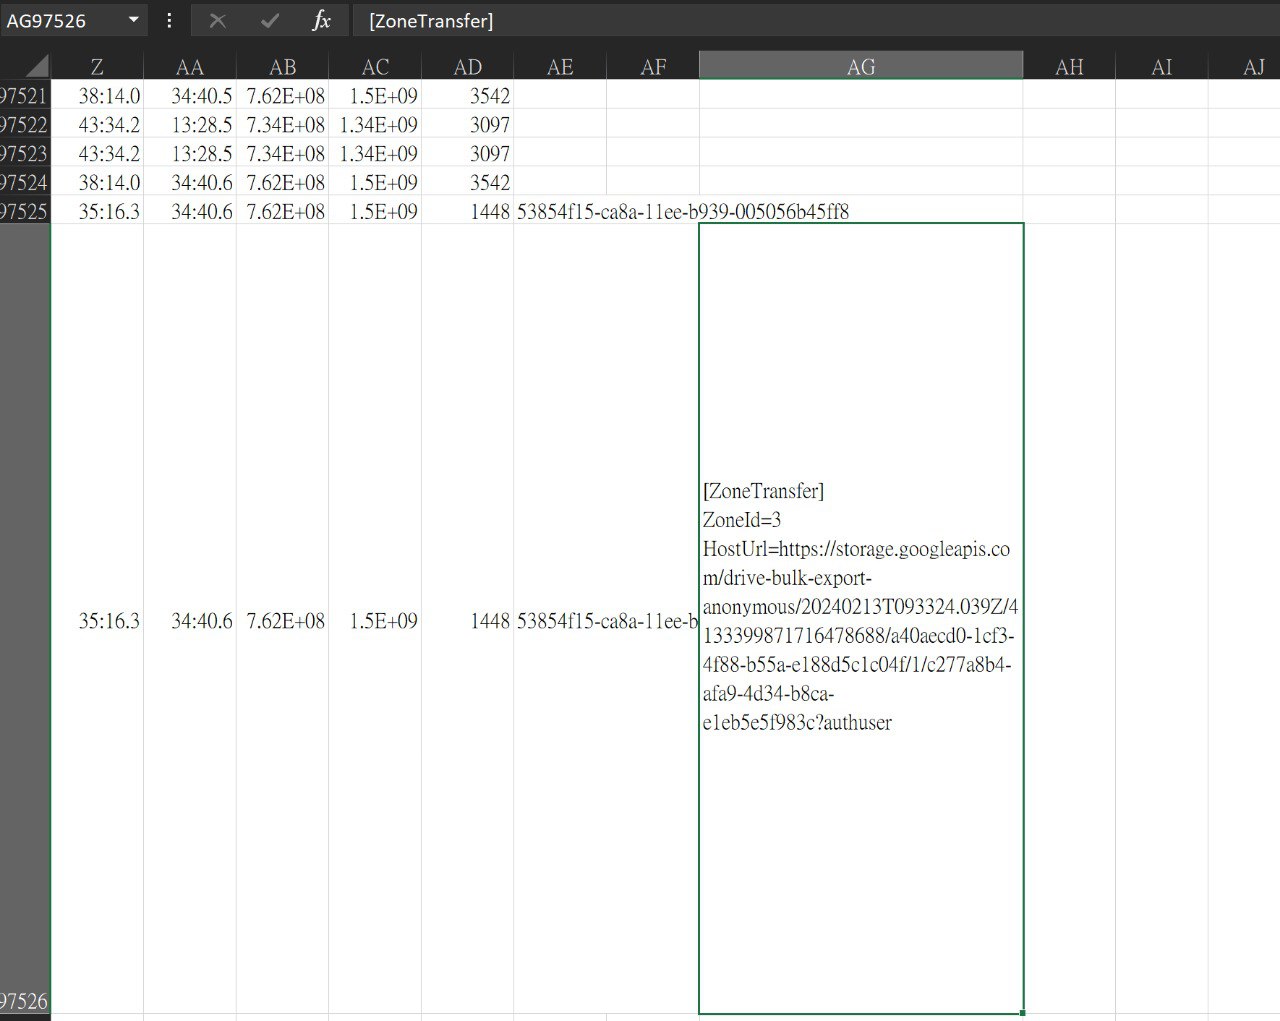 AG97526 fx [ZoneTransfer]
Z AA AB AC AD AE AF AG AH AI AJ
97521 38:14.0 34:40.5 7.62E+08 1.5E+09 3542
97522 43:34.2 13:28.5 7.34E+08 1.34E+09 3097
97523 43:34.2 13:28.5 7.34E+08 1.34E+09 3097
97524 38:14.0 34:40.6 7.62E+08 1.5E+09 3542
97525 35:16.3 34:40.6 7.62E+08 1.5E+09 1448 53854f15-ca8a-11ee-b939-005056b45ff8
[ZoneTransfer]
ZoneId=3
HostUrl=https://storage.googleapis.co
m/drive-bulk-export-
anonymous/20240213T093324.039Z/4
35:16.3 34:40.6 7.62E+08 1.5E+09 1448 53854f15-ca8a-11ee-b
133399871716478688/a40aecd0-1cf3-
4f88-b55a-e188d5c1c04f/1/c277a8b4-
afa9-4d34-b8ca-
e1eb5e5f983c?authuser
97526